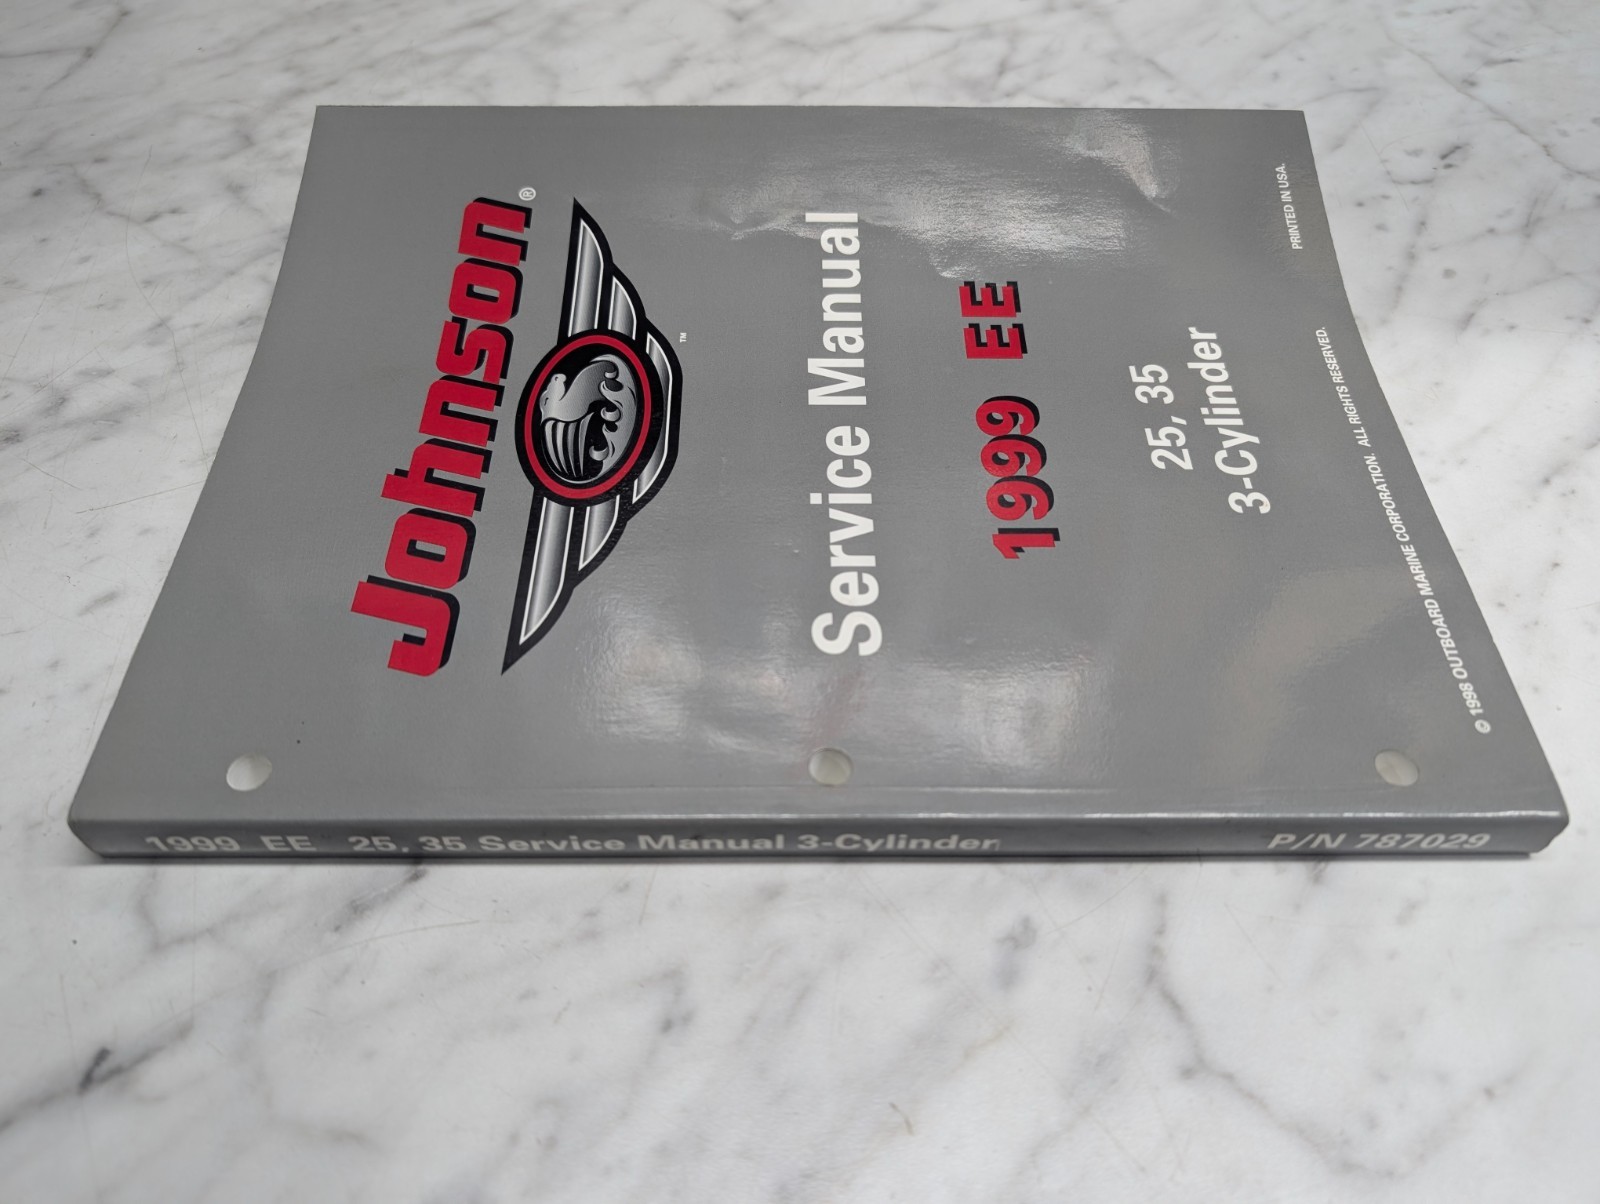 Johnson®
™
Service Manual
1999 EE
25, 35
3-Cylinder
© 1998 OUTBOARD MARINE CORPORATION. ALL RIGHTS RESERVED. PRINTED IN USA.
1999 EE 25, 35 Service Manual 3-Cylinder P/N 787029